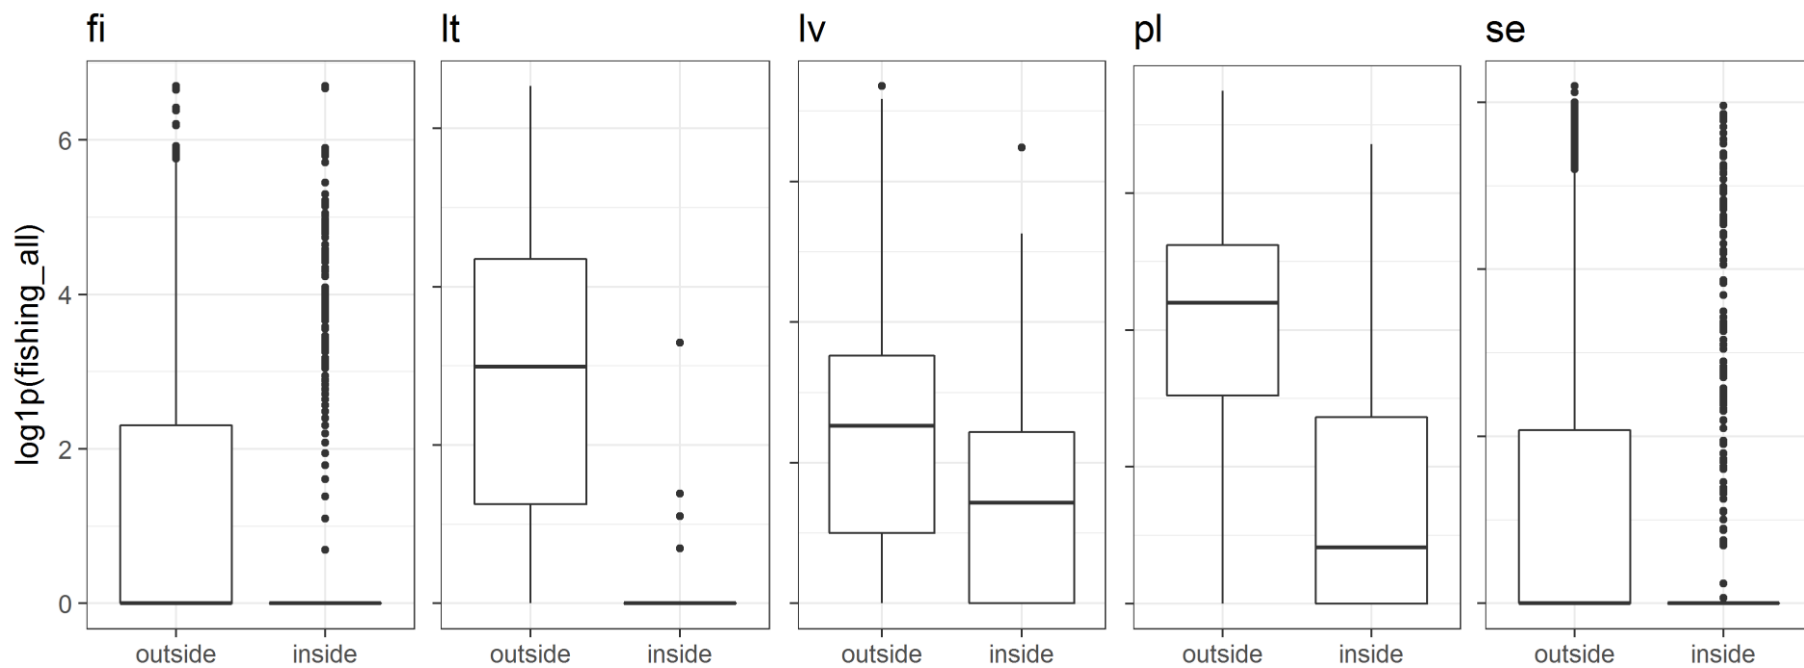 fi lt lv pl se
log1p(fishing_all)
6
4
2
0
outside inside outside inside outside inside outside inside outside inside